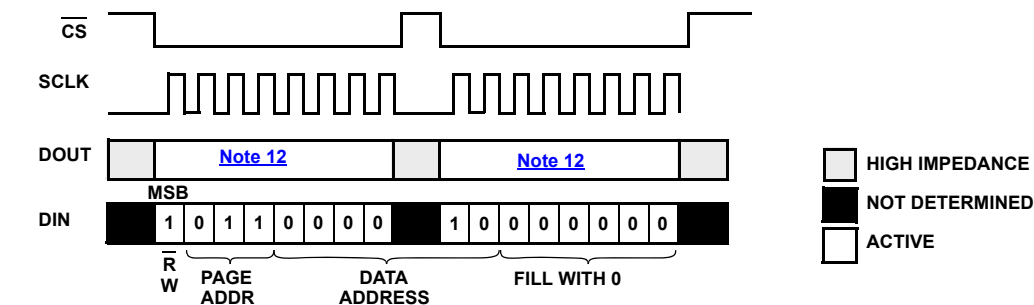 CS
SCLK
DOUT Note 12 Note 12
MSB
DIN 1 0 1 1 0 0 0 0 1 0 0 0 0 0 0 0
R
W
PAGE
ADDR
DATA
ADDRESS
FILL WITH 0
HIGH IMPEDANCE
NOT DETERMINED
ACTIVE